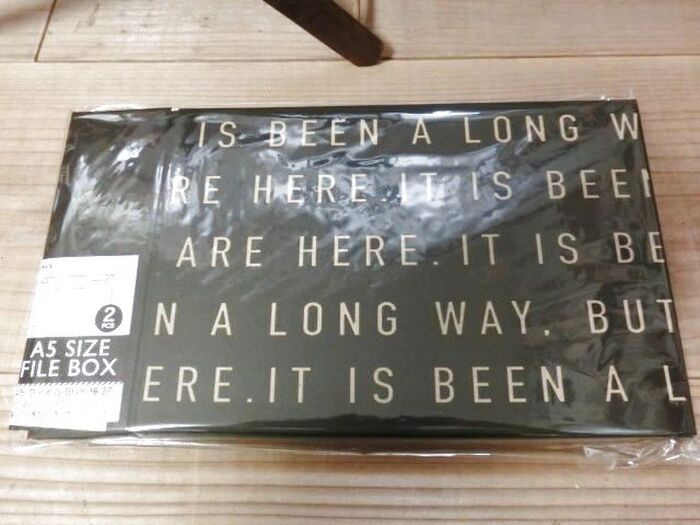 IS BEEN A LONG W
RE HERE.IT IS BEEN
ARE HERE.IT IS BE
N A LONG WAY, BUT
ERE.IT IS BEEN A L
2
PCS
A5 SIZE
FILE BOX